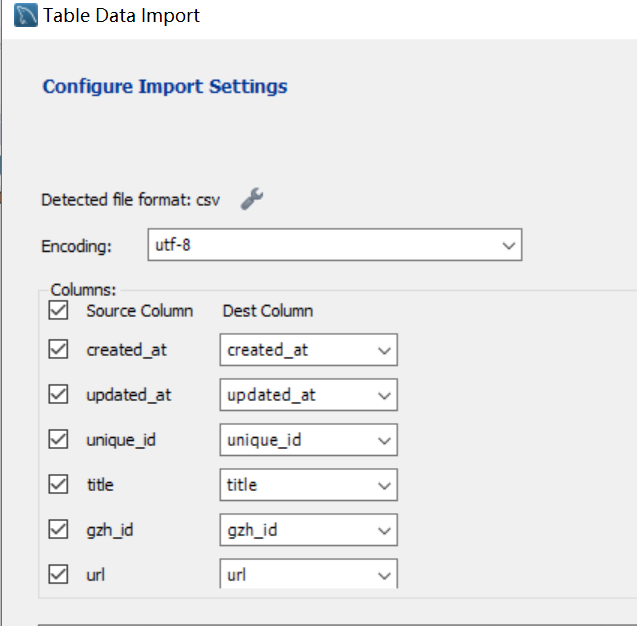 Table Data Import
Configure Import Settings
Detected file format: csv
Encoding: utf-8
Columns:
Source Column Dest Column
created_at created_at
updated_at updated_at
unique_id unique_id
title title
gzh_id gzh_id
url url